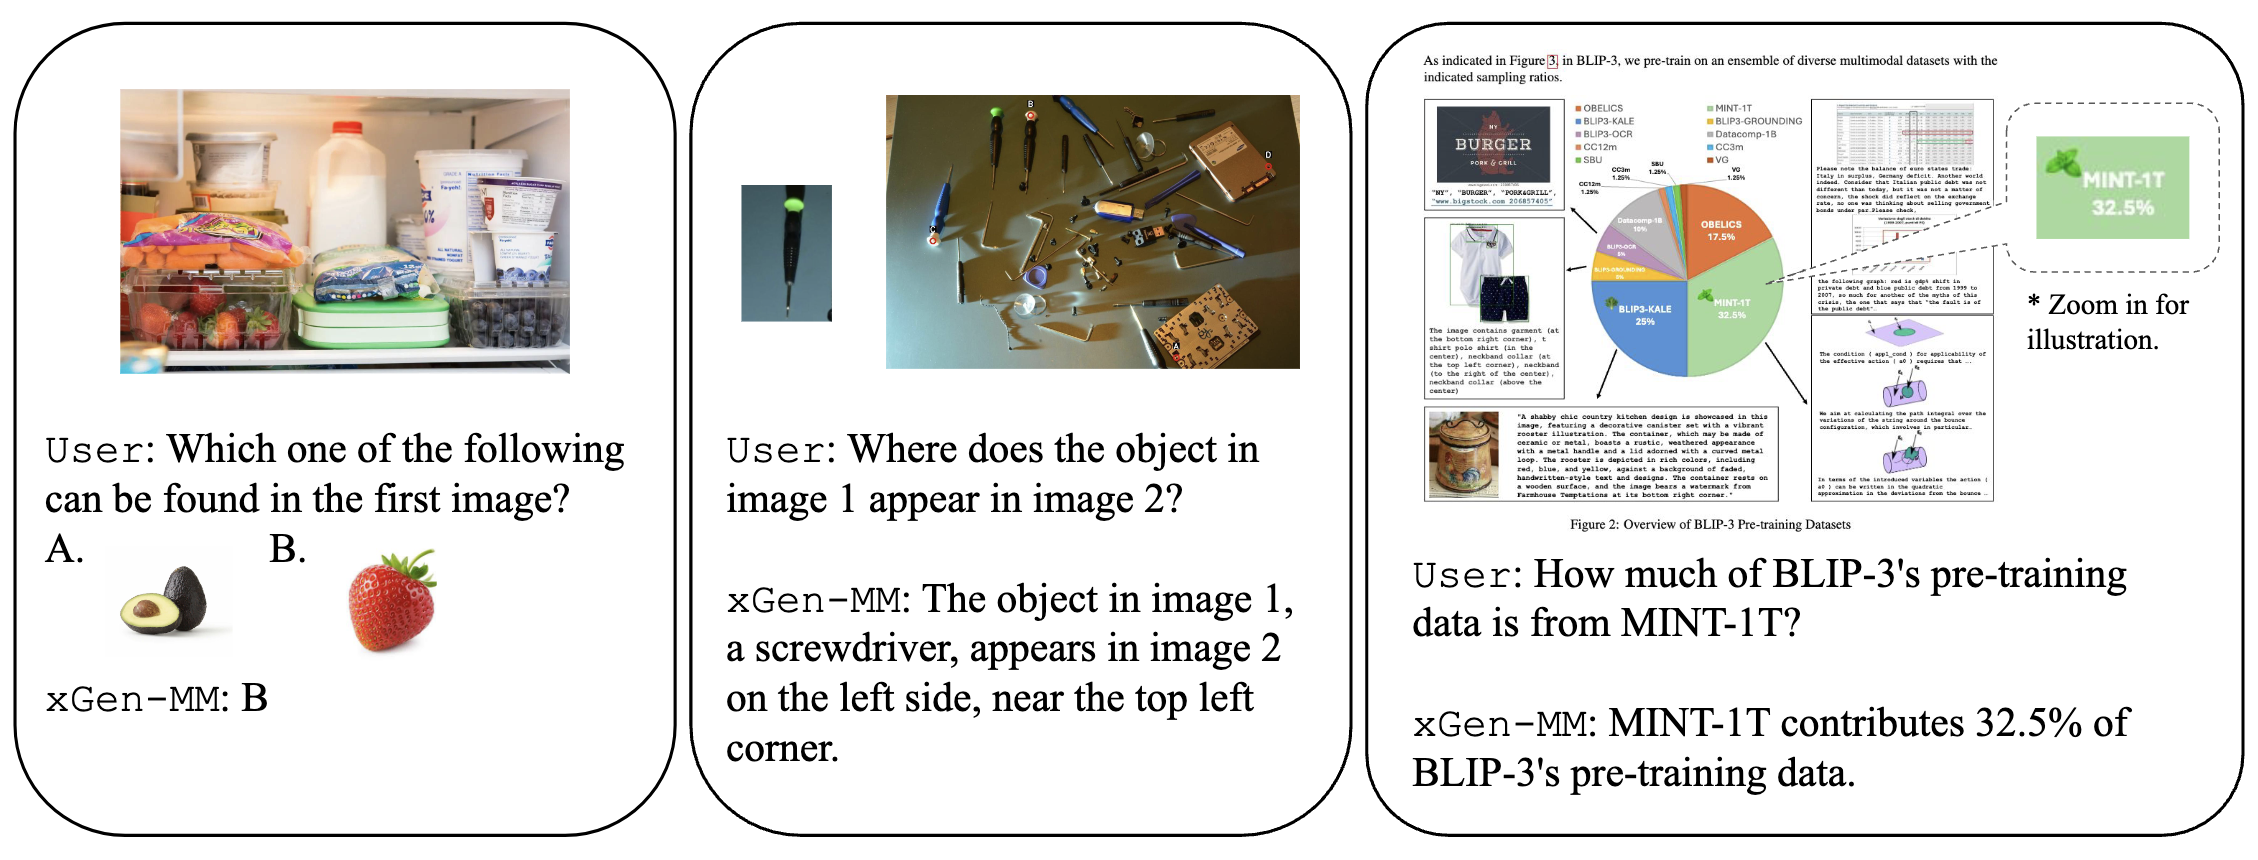 User: Which one of the following
can be found in the first image?
A.
B.
xGen-MM: B
B
D
C
A
User: Where does the object in
image 1 appear in image 2?
xGen-MM: The object in image 1,
a screwdriver, appears in image 2
on the left side, near the top left
corner.
As indicated in Figure 3, in BLIP-3, we pre-train on an ensemble of diverse multimodal datasets with the
indicated sampling ratios.
NY
BURGER
PORK & GRILL
"NY", "BURGER", "PORK&GRILL",
"www.bigstock.com 206857405"
OBELICS
MINT-1T
BLIP3-KALE
BLIP3-GROUNDING
BLIP3-OCR
Datacomp-1B
CC12m
CC3m
SBU
VG
SBU
1.25%
CC3m
1.25%
VG
1.25%
CC12m
1.25%
Datacomp-1B
10%
OBELICS
17.5%
BLIP3-OCR
5%
BLIP3-GROUNDING
BLIP3-KALE
25%
MINT-1T
32.5%
The image contains garment (at
the bottom right corner), t
shirt polo shirt (in the
center), neckband collar (at
the top left corner), neckband
(to the right of the center),
neckband collar (above the
center)
"A shabby chic country kitchen design is showcased in this
image, featuring a decorative canister set with a vibrant
rooster illustration. The container, which may be made of
ceramic or metal, boasts a rustic, weathered appearance
with a metal handle and a lid adorned with a curved metal
loop. The rooster is depicted in rich colors, including
red, blue, and yellow, against a background of faded,
handwritten-style text and designs. The container rests on
a wooden surface, and the image bears a watermark from
Farmhouse Temptations at its bottom right corner."
Please note the balance of euro states trade:
Italy in surplus, Germany deficit. Another world
indeed. Consider that Italian public debt was not
different than today, but it was not a matter of
concern, the shock did reflect on the exchange
rate, no one was thinking about selling government
bonds under par.Please check,
the following graph: red is gdp% shift in
private debt and blue public debt from 1999 to
2007, so much for another of the myths of this
crisis, the one that says that "the fault is of
the public debt".
The condition ( appl_cond ) for applicability of
the effective action ( a0 ) requires that ...
We aim at calculating the path integral over the
variations of the string around the bounce
configuration, which involves in particular.
In terms of the introduced variables the action (
a0 ) can be written in the quadratic
approximation in the deviations from the bounce ...
MINT-1T
32.5%
* Zoom in for
illustration.
Figure 2: Overview of BLIP-3 Pre-training Datasets
User: How much of BLIP-3's pre-training
data is from MINT-1T?
xGen-MM: MINT-1T contributes 32.5% of
BLIP-3's pre-training data.